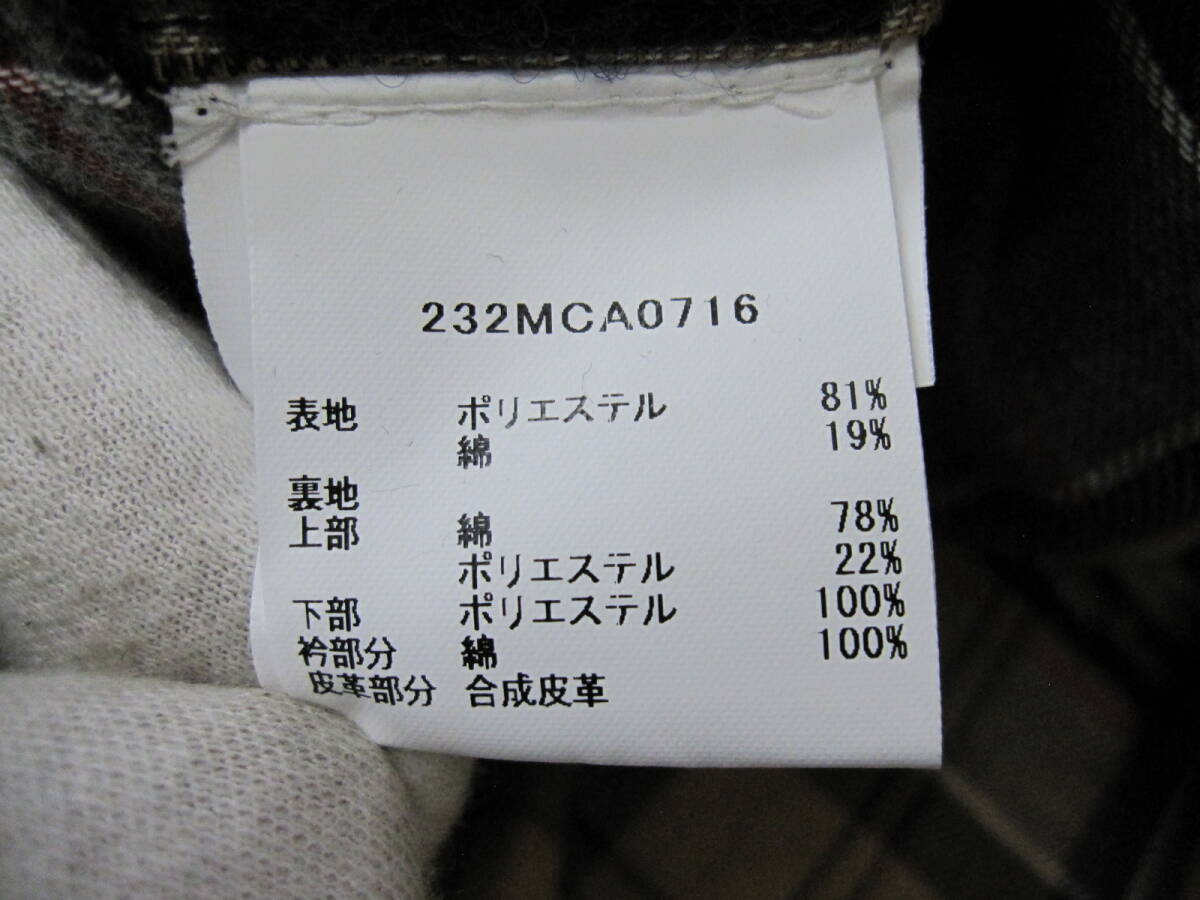 232MCA0716
表地 ポリエステル 81%
綿 19%
裏地
上部 綿 78%
ポリエステル 22%
下部 ポリエステル 100%
衿部分 綿 100%
皮革部分 合成皮革